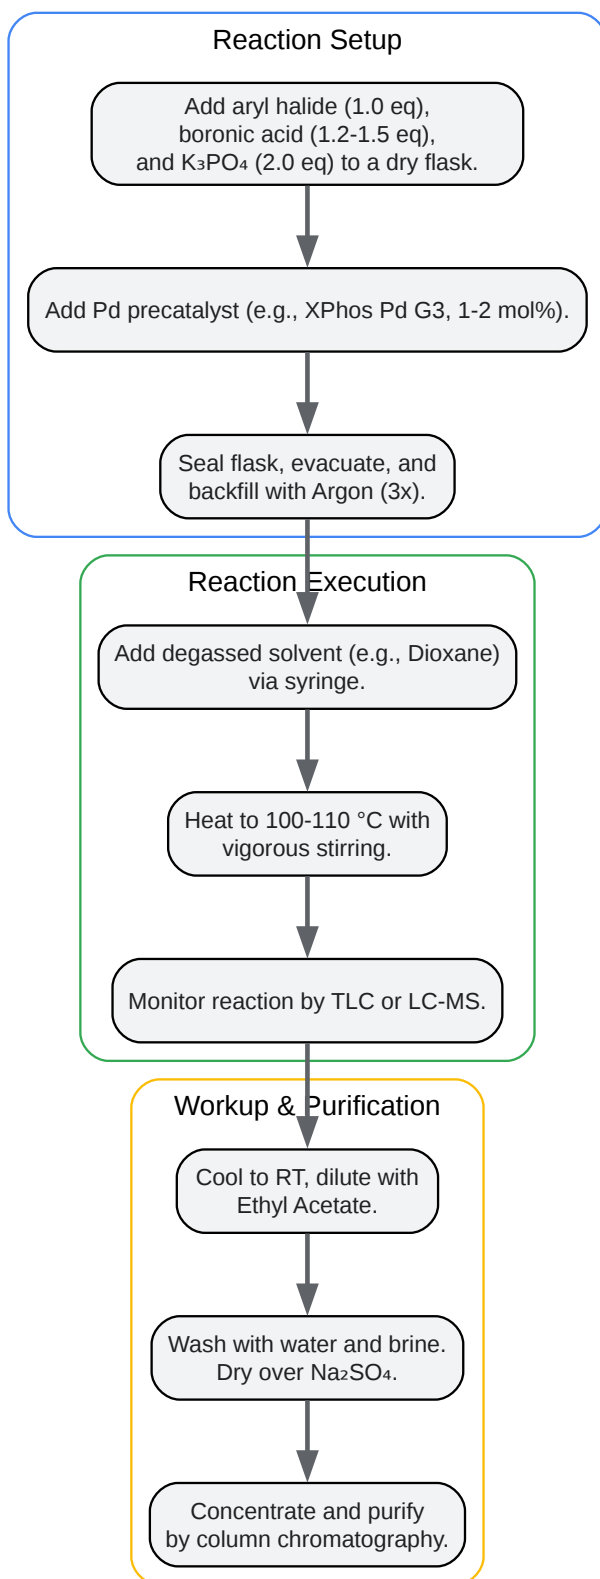 Reaction Setup
Add aryl halide (1.0 eq),
boronic acid (1.2-1.5 eq),
and K₃PO₄ (2.0 eq) to a dry flask.
Add Pd precatalyst (e.g., XPhos Pd G3, 1-2 mol%).
Seal flask, evacuate, and
backfill with Argon (3x).
Reaction Execution
Add degassed solvent (e.g., Dioxane)
via syringe.
Heat to 100-110 °C with
vigorous stirring.
Monitor reaction by TLC or LC-MS.
Workup & Purification
Cool to RT, dilute with
Ethyl Acetate.
Wash with water and brine.
Dry over Na₂SO₄.
Concentrate and purify
by column chromatography.